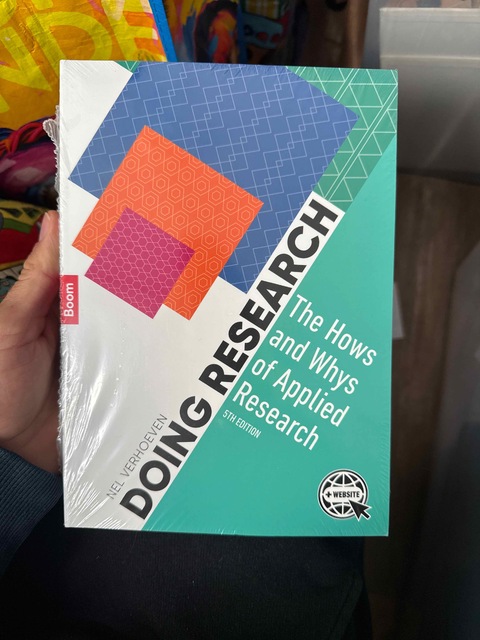 NEL VERHOEVEN
DOING RESEARCH
The Hows
and Whys
of Applied
Research
5TH EDITION
Boom
+ WEBSITE